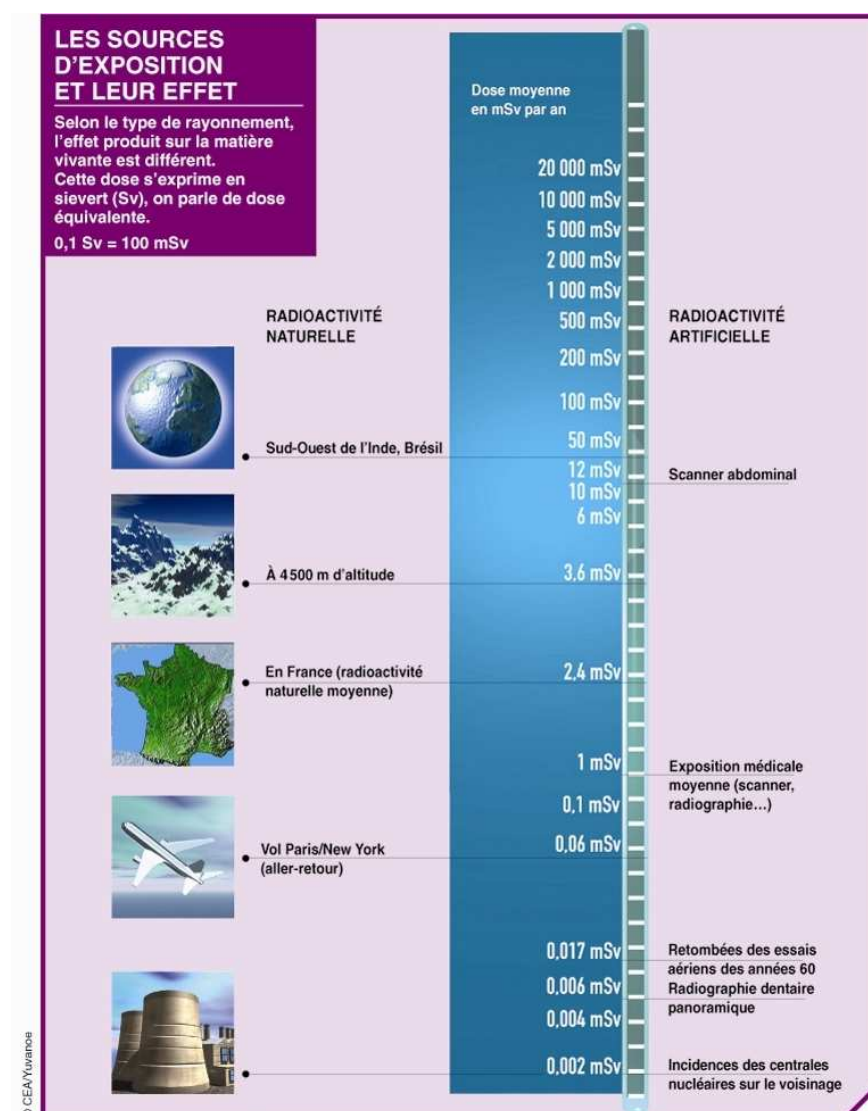 LES SOURCES
D'EXPOSITION
ET LEUR EFFET
Selon le type de rayonnement,
l'effet produit sur la matière
vivante est différent.
Cette dose s'exprime en
sievert (Sv), on parle de dose
équivalente.
0,1 Sv = 100 mSv
Dose moyenne
en mSv par an
20 000 mSv
10 000 mSv
5 000 mSv
2 000 mSv
1 000 mSv
500 mSv
200 mSv
100 mSv
50 mSv
12 mSv
10 mSv
6 mSv
3,6 mSv
2,4 mSv
1 mSv
0,1 mSv
0,06 mSv
0,017 mSv
0,006 mSv
0,004 mSv
0,002 mSv
RADIOACTIVITÉ
NATURELLE
Sud-Ouest de l'Inde, Brésil
À 4 500 m d'altitude
En France (radioactivité
naturelle moyenne)
Vol Paris/New York
(aller-retour)
RADIOACTIVITÉ
ARTIFICIELLE
Scanner abdominal
Exposition médicale
moyenne (scanner,
radiographie…)
Retombées des essais
aériens des années 60
Radiographie dentaire
panoramique
Incidences des centrales
nucléaires sur le voisinage
© CEA/Yuvanoe